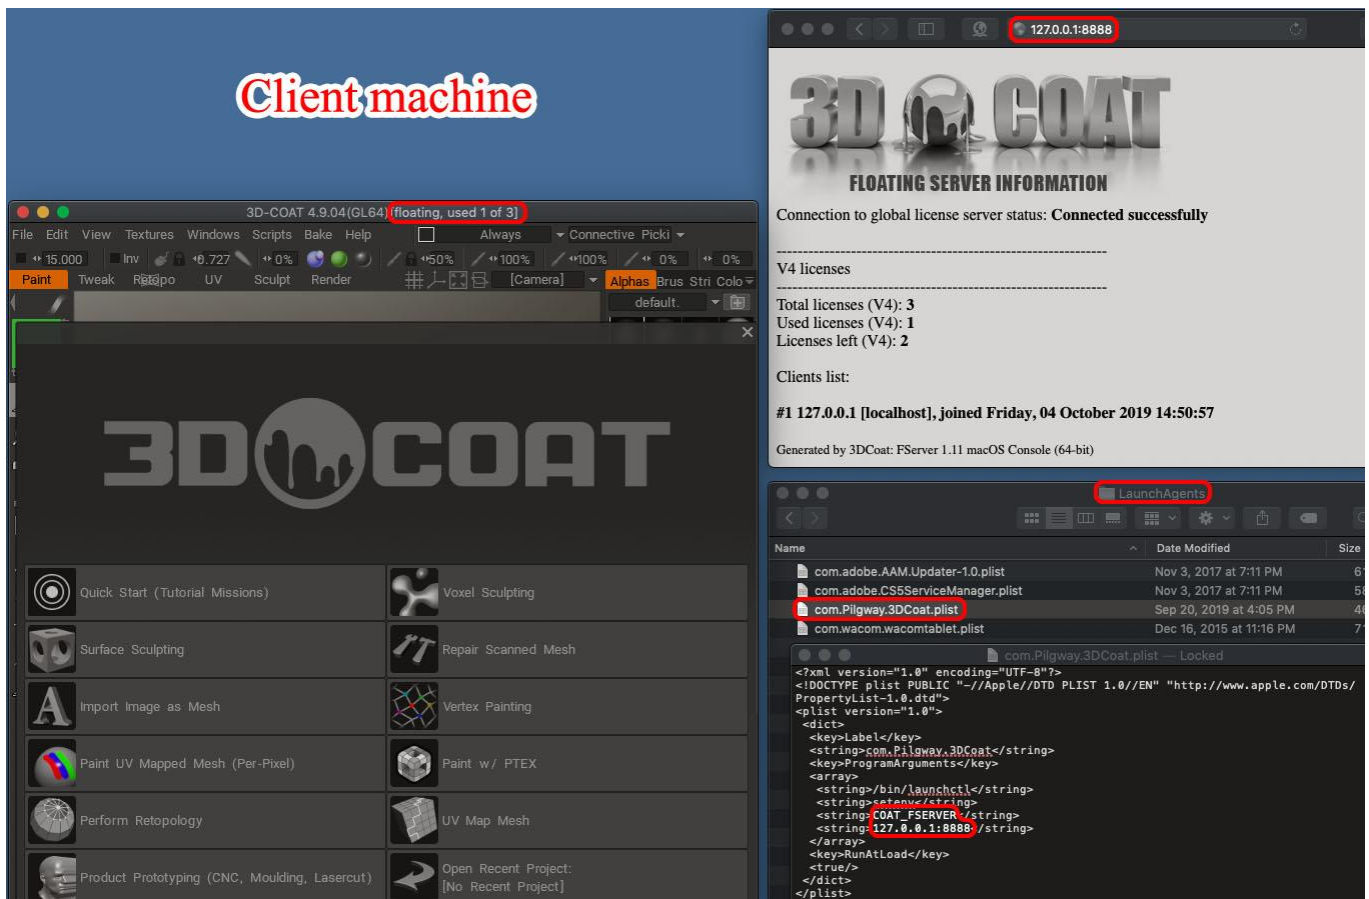 Client machine
127.0.0.1:8888
3D COAT
FLOATING SERVER INFORMATION
Connection to global license server status: Connected successfully
V4 licenses
Total licenses (V4): 3
Used licenses (V4): 1
Licenses left (V4): 2
Clients list:
#1 127.0.0.1 [localhost], joined Friday, 04 October 2019 14:50:57
Generated by 3DCoat: FServer 1.11 macOS Console (64-bit)
3D-COAT 4.9.04(GL64)[floating, used 1 of 3]
File Edit View Textures Windows Scripts Bake Help Always Connective Picki
15.000 Inv 0.727 0% 50% 100% 100% 0% 0%
Paint Tweak Retopo UV Sculpt Render [Camera] Alphas Brus Stri Colo
default.
3D COAT
Quick Start (Tutorial Missions)
Voxel Sculpting
Surface Sculpting
Repair Scanned Mesh
Import Image as Mesh
Vertex Painting
Paint UV Mapped Mesh (Per-Pixel)
Paint w/ PTEX
Perform Retopology
UV Map Mesh
Product Prototyping (CNC, Moulding, Lasercut)
Open Recent Project:
[No Recent Project]
LaunchAgents
Name Date Modified Size
com.adobe.AAM.Updater-1.0.plist Nov 3, 2017 at 7:11 PM
com.adobe.CS5ServiceManager.plist Nov 3, 2017 at 7:11 PM
com.Pilgway.3DCoat.plist Sep 20, 2019 at 4:05 PM
com.wacom.wacomtablet.plist Dec 16, 2015 at 11:16 PM
com.Pilgway.3DCoat.plist — Locked
<?xml version="1.0" encoding="UTF-8"?>
<!DOCTYPE plist PUBLIC "-//Apple//DTD PLIST 1.0//EN" "http://www.apple.com/DTDs/
PropertyList-1.0.dtd">
<plist version="1.0">
<dict>
<key>Label</key>
<string>com.Pilgway.3DCoat</string>
<key>ProgramArguments</key>
<array>
<string>/bin/launchctl</string>
<string>setenv</string>
<string>COAT_FSERVER</string>
<string>127.0.0.1:8888</string>
</array>
<key>RunAtLoad</key>
<true/>
</dict>
</plist>